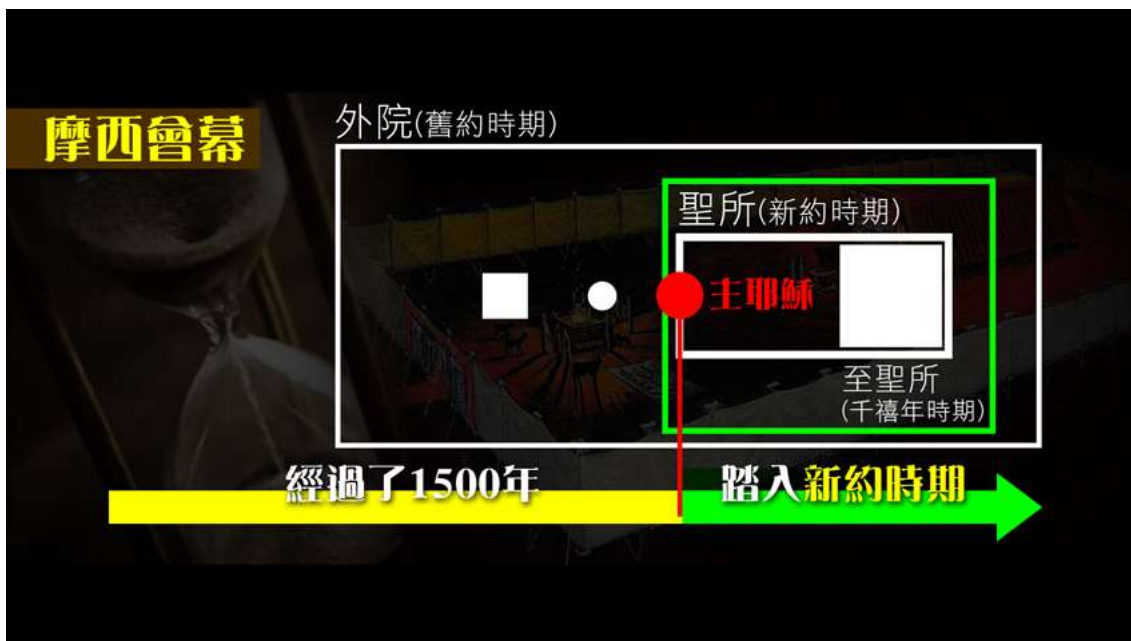 摩西會幕
外院(舊約時期)
聖所(新約時期)
主耶穌
至聖所
(千禧年時期)
經過了1500年
踏入新約時期